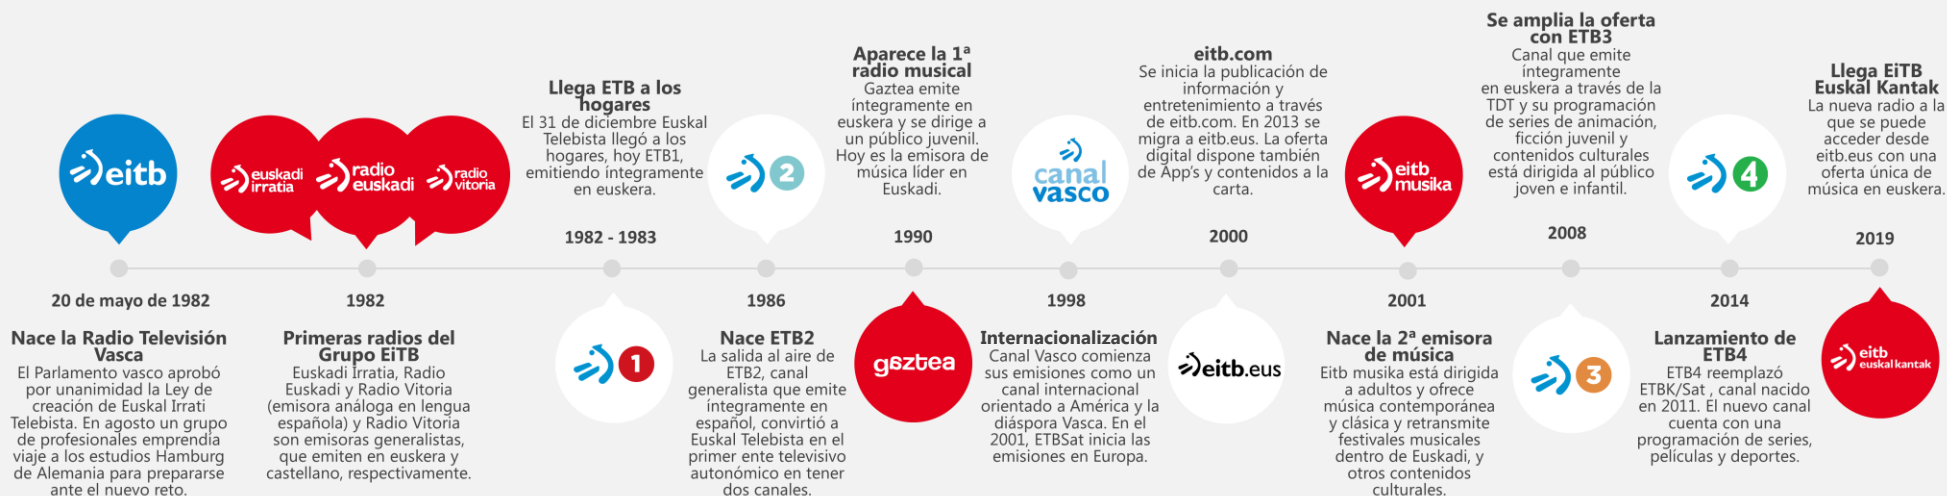 eitb
20 de mayo de 1982
Nace la Radio Televisión
Vasca
El Parlamento vasco aprobó
por unanimidad la Ley de
creación de Euskal Irrati
Telebista. En agosto un grupo
de profesionales emprendía
viaje a los estudios Hamburg
de Alemania para prepararse
ante el nuevo reto.
euskadi
irratia
radio
euskadi
radio
vitoria
1982
Primeras radios del
Grupo EiTB
Euskadi Irratia, Radio
Euskadi y Radio Vitoria
(emisora análoga en lengua
española) y Radio Vitoria
son emisoras generalistas,
que emiten en euskera y
castellano, respectivamente.
Llega ETB a los
hogares
El 31 de diciembre Euskal
Telebista llegó a los
hogares, hoy ETB1,
emitiendo íntegramente
en euskera.
1982 - 1983
1
2
1986
Nace ETB2
La salida al aire de
ETB2, canal
generalista que emite
íntegramente en
español, convirtió a
Euskal Telebista en el
primer ente televisivo
autonómico en tener
dos canales.
Aparece la 1ª
radio musical
Gaztea emite
íntegramente en
euskera y se dirige a
un público juvenil.
Hoy es la emisora de
música líder en
Euskadi.
1990
gaztea
canal
vasco
1998
Internacionalización
Canal Vasco comienza
sus emisiones como un
canal internacional
orientado a América y la
diáspora Vasca. En el
2001, ETBSat inicia las
emisiones en Europa.
eitb.com
Se inicia la publicación de
información y
entretenimiento a través
de eitb.com. En 2013 se
migra a eitb.eus. La oferta
digital dispone también
de App's y contenidos a la
carta.
2000
eitb.eus
eitb
musika
2001
Nace la 2ª emisora
de música
Eitb musika está dirigida
a adultos y ofrece
música contemporánea
y clásica y retransmite
festivales musicales
dentro de Euskadi, y
otros contenidos
culturales.
Se amplia la oferta
con ETB3
Canal que emite
íntegramente
en euskera a través de la
TDT y su programación
de series de animación,
ficción juvenil y
contenidos culturales
está dirigida al público
joven e infantil.
2008
3
4
2014
Lanzamiento de
ETB4
ETB4 reemplazó
ETBK/Sat , canal nacido
en 2011. El nuevo canal
cuenta con una
programación de series,
películas y deportes.
Llega EiTB
Euskal Kantak
La nueva radio a la
que se puede
acceder desde
eitb.eus con una
oferta única de
música en euskera.
2019
eitb
euskal kantak